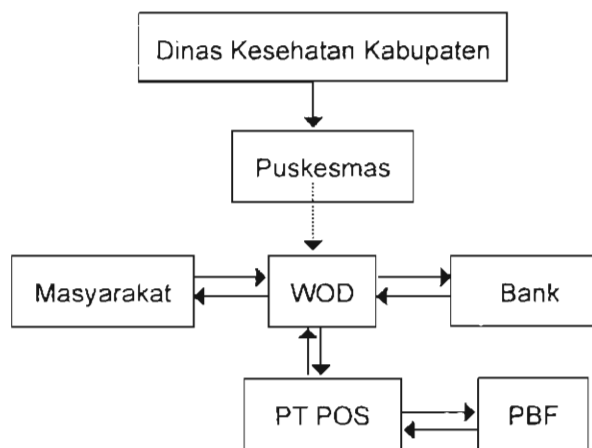 Dinas Kesehatan Kabupaten
Puskesmas
Masyarakat
WOD
Bank
PT POS
PBF